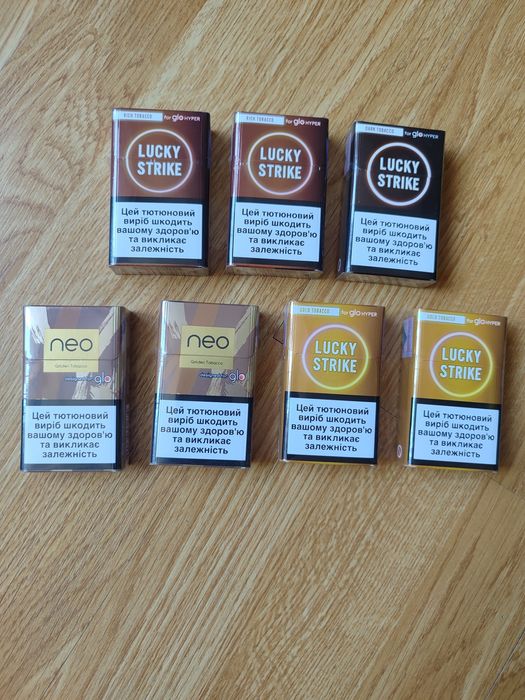 RICH TOBACCO for glo HYPER
LUCKY
STRIKE
Цей тютюновий
виріб шкодить
вашому здоров'ю
та викликає
залежність
RICH TOBACCO for glo HYPER
LUCKY
STRIKE
Цей тютюновий
виріб шкодить
вашому здоров'ю
та викликає
залежність
DARK TOBACCO for glo HYPER
LUCKY
STRIKE
Цей тютюновий
виріб шкодить
вашому здоров'ю
та викликає
залежність
neo
Golden Tobacco
designed for glo
Цей тютюновий
виріб шкодить
вашому здоров'ю
та викликає
залежність
neo
Golden Tobacco
designed for glo
Цей тютюновий
виріб шкодить
вашому здоров'ю
та викликає
залежність
GOLD TOBACCO for glo HYPER
LUCKY
STRIKE
Цей тютюновий
виріб шкодить
вашому здоров'ю
та викликає
залежність
GOLD TOBACCO for glo HYPER
LUCKY
STRIKE
Цей тютюновий
виріб шкодить
вашому здоров'ю
та викликає
залежність